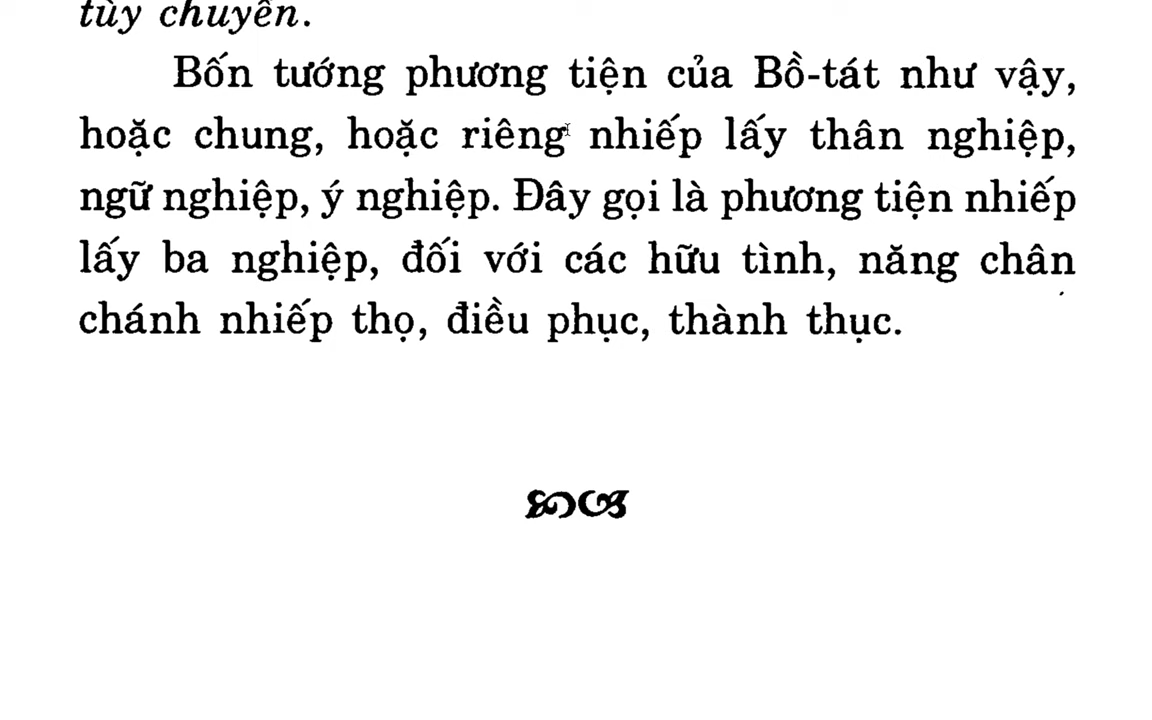 tùy chuyển.
Bốn tướng phương tiện của Bồ-tát như vậy,
hoặc chung, hoặc riêng nhiếp lấy thân nghiệp,
ngữ nghiệp, ý nghiệp. Đây gọi là phương tiện nhiếp
lấy ba nghiệp, đối với các hữu tình, năng chân
chánh nhiếp thọ, điều phục, thành thục.